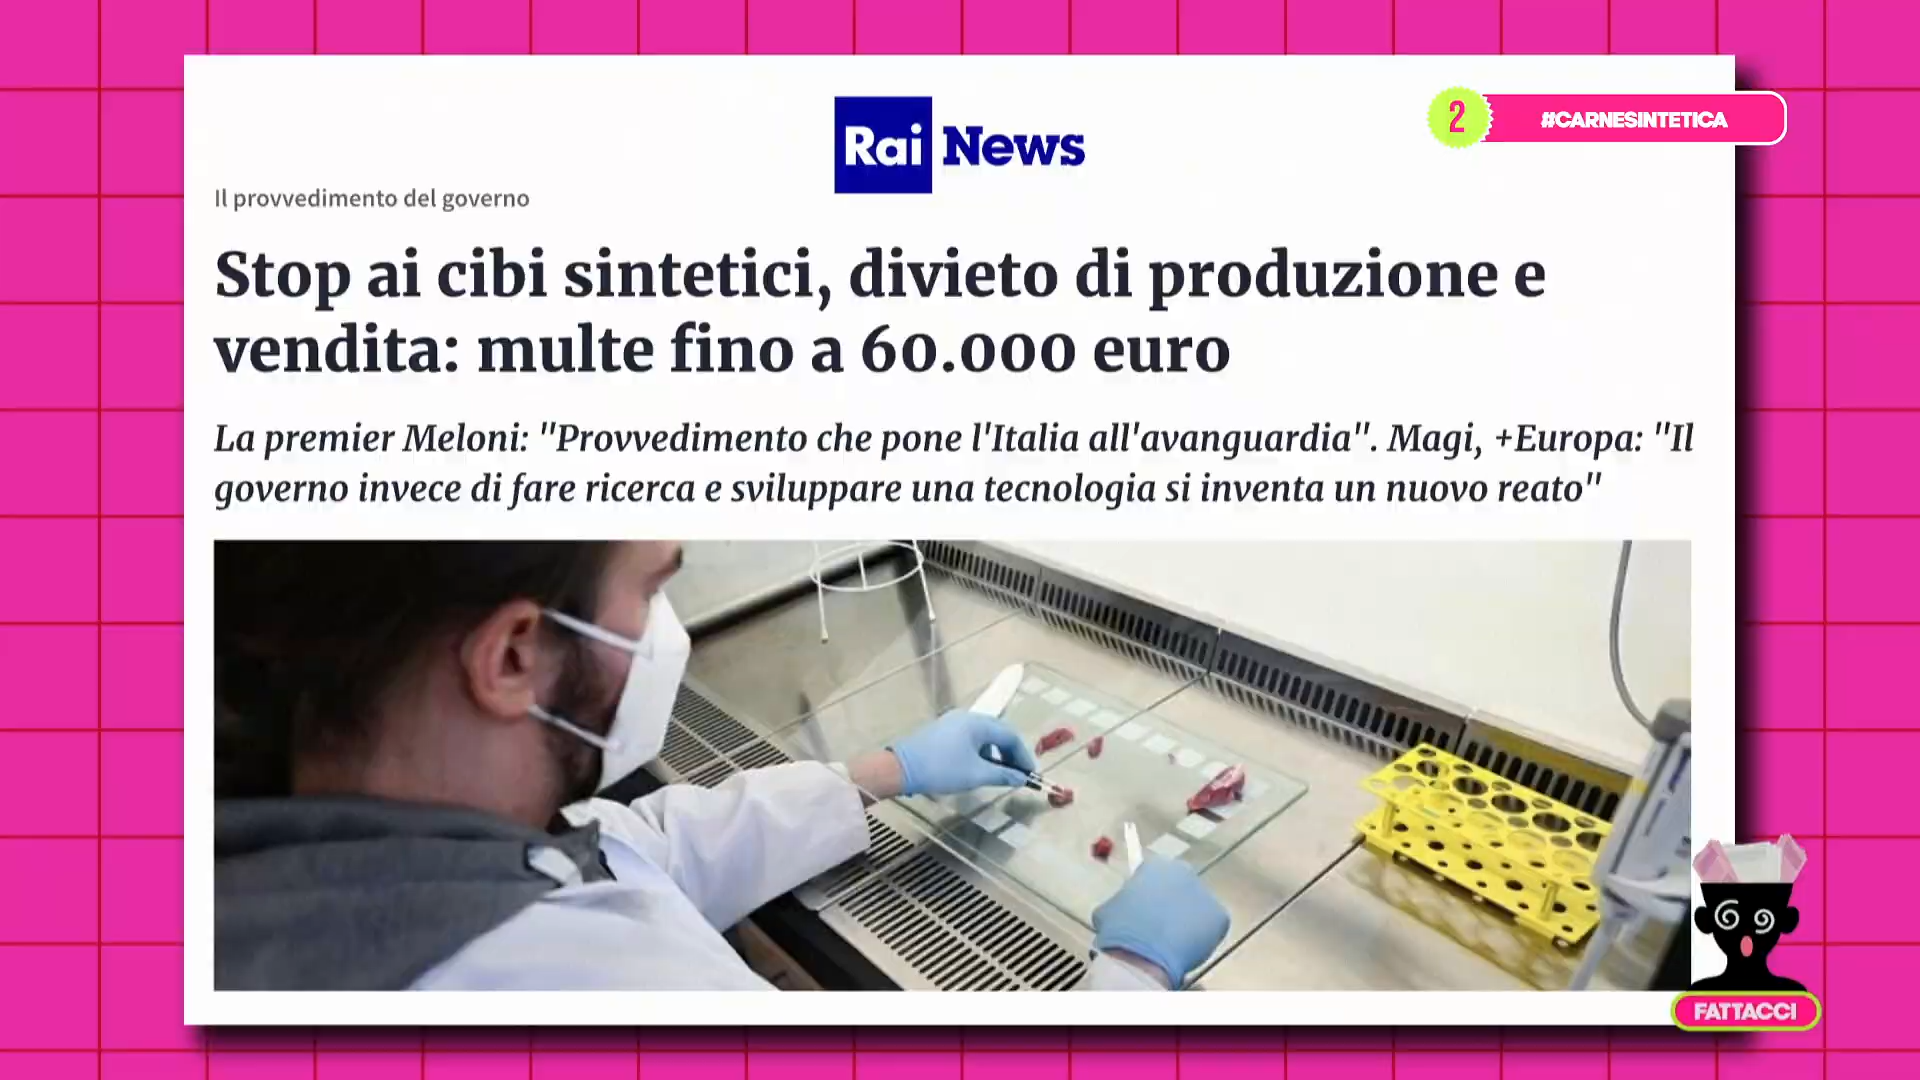 2
#CARNESINTETICA
Rai News
Il provvedimento del governo
Stop ai cibi sintetici, divieto di produzione e
vendita: multe fino a 60.000 euro
La premier Meloni: "Provvedimento che pone l'Italia all'avanguardia". Magi, +Europa: "Il
governo invece di fare ricerca e sviluppare una tecnologia si inventa un nuovo reato"
FATTACCI